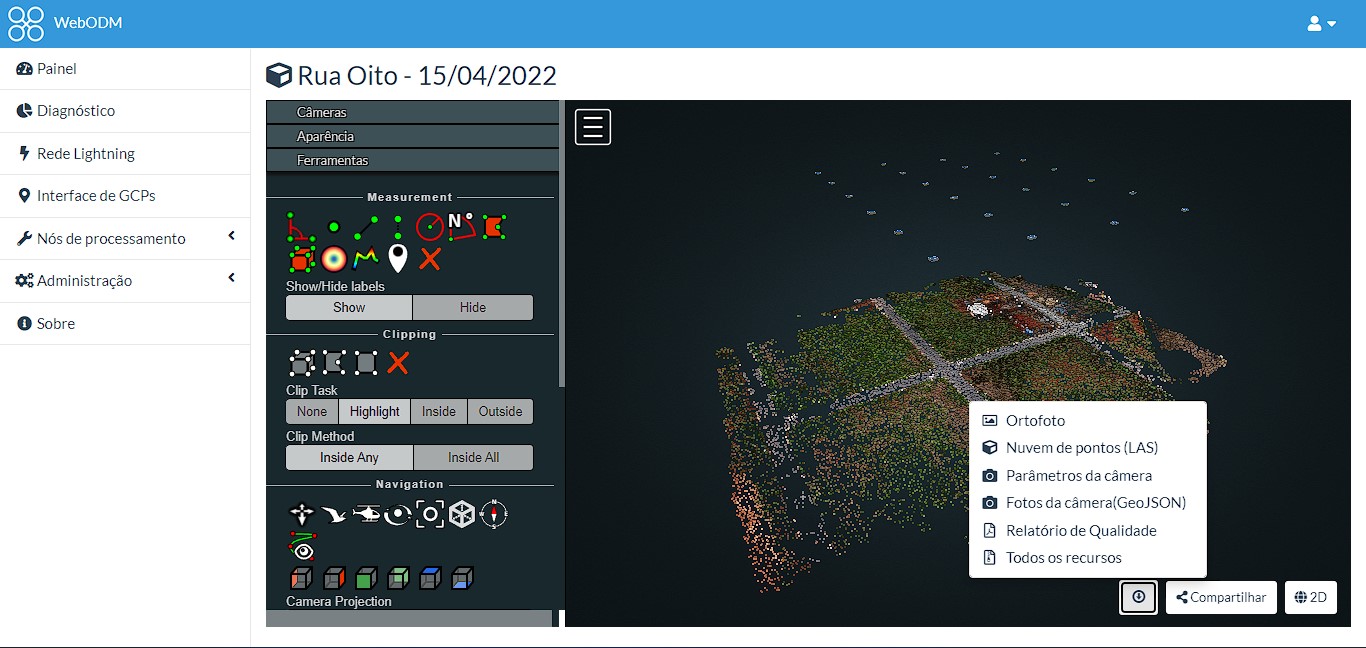 WebODM
Painel
Diagnóstico
Rede Lightning
Interface de GCPs
Nós de processamento
Administração
Sobre
Rua Oito - 15/04/2022
Câmeras
Aparência
Ferramentas
Measurement
N°
Show/Hide labels
Show Hide
Clipping
Clip Task
None Highlight Inside Outside
Clip Method
Inside Any Inside All
Navigation
N
W E
S
Camera Projection
Ortofoto
Nuvem de pontos (LAS)
Parâmetros da câmera
Fotos da câmera(GeoJSON)
Relatório de Qualidade
Todos os recursos
Compartilhar 2D